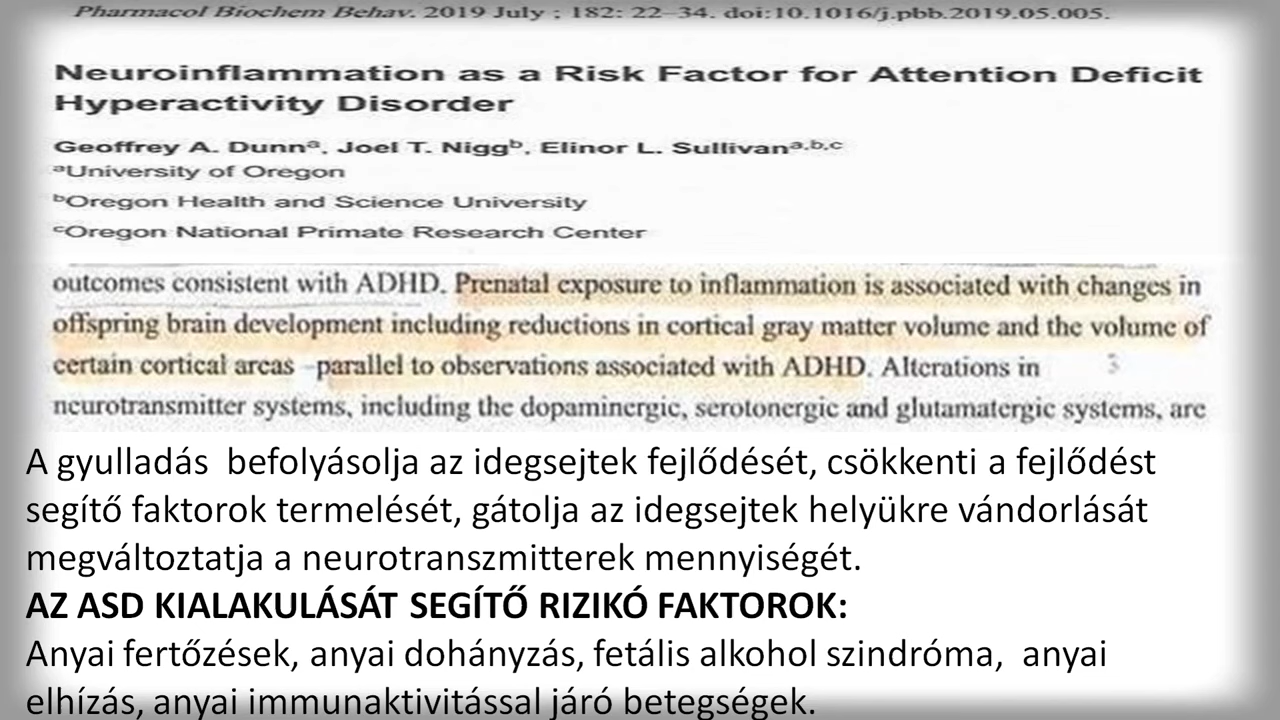 Pharmacol Biochem Behav. 2019 July ; 182: 22–34. doi:10.1016/j.pbb.2019.05.005.
Neuroinflammation as a Risk Factor for Attention Deficit
Hyperactivity Disorder
Geoffrey A. Dunnᵃ, Joel T. Niggᵇ, Elinor L. Sullivanᵃ,ᵇ,ᶜ
ᵃUniversity of Oregon
ᵇOregon Health and Science University
ᶜOregon National Primate Research Center
outcomes consistent with ADHD. Prenatal exposure to inflammation is associated with changes in
offspring brain development including reductions in cortical gray matter volume and the volume of
certain cortical areas –parallel to observations associated with ADHD. Alterations in
neurotransmitter systems, including the dopaminergic, serotonergic and glutamatergic systems, are
A gyulladás befolyásolja az idegsejtek fejlődését, csökkenti a fejlődést
segítő faktorok termelését, gátolja az idegsejtek helyükre vándorlását
megváltoztatja a neurotranszmitterek mennyiségét.
AZ ASD KIALAKULÁSÁT SEGÍTŐ RIZIKÓ FAKTOROK:
Anyai fertőzések, anyai dohányzás, fetális alkohol szindróma, anyai
elhízás, anyai immunaktivitással járó betegségek.